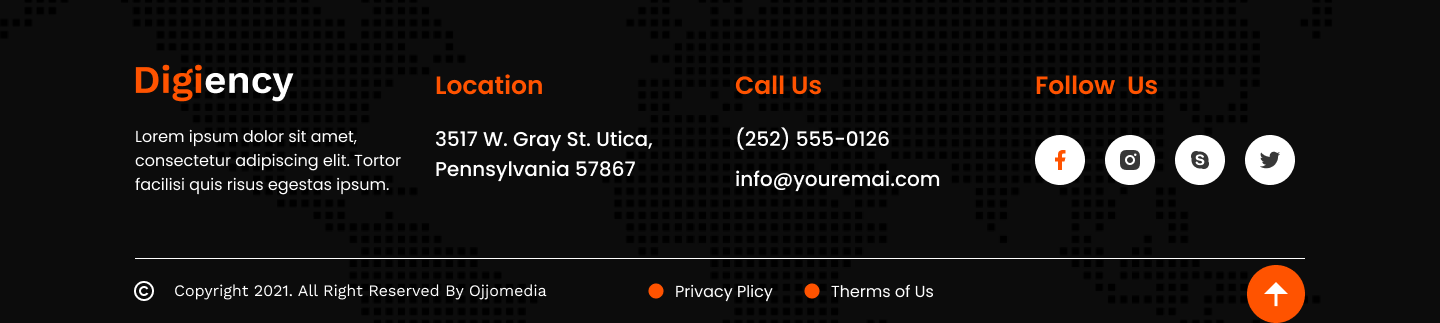 Digiency
Lorem ipsum dolor sit amet,
consectetur adipiscing elit. Tortor
facilisi quis risus egestas ipsum.
Location
3517 W. Gray St. Utica,
Pennsylvania 57867
Call Us
(252) 555-0126
info@youremai.com
Follow Us
© Copyright 2021. All Right Reserved By Ojjomedia
Privacy Plicy
Therms of Us